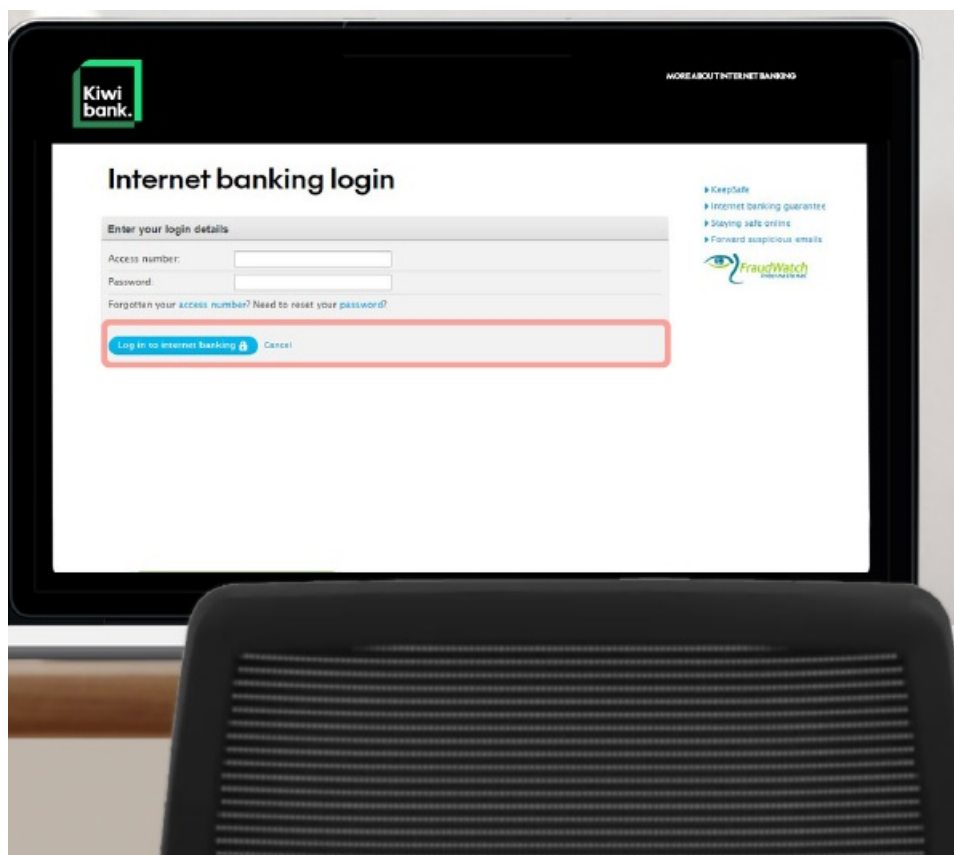 Kiwi
bank.
MORE ABOUT INTERNET BANKING
Internet banking login
Enter your login details
Access number:
Password:
Forgotten your access number? Need to reset your password?
Log in to internet banking Cancel
KeepSafe
Internet banking guarantee
Staying safe online
Forward suspicious emails
FraudWatch